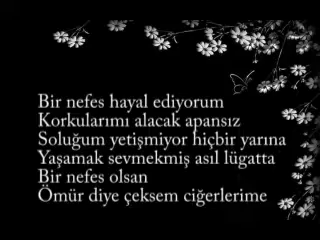 Bir nefes hayal ediyorum
Korkularımı alacak apansız
Soluğum yetişmiyor hiçbir yarına
Yaşamak sevmekmiş asıl lügatta
Bir nefes olsan
Ömür diye çeksem ciğerlerime